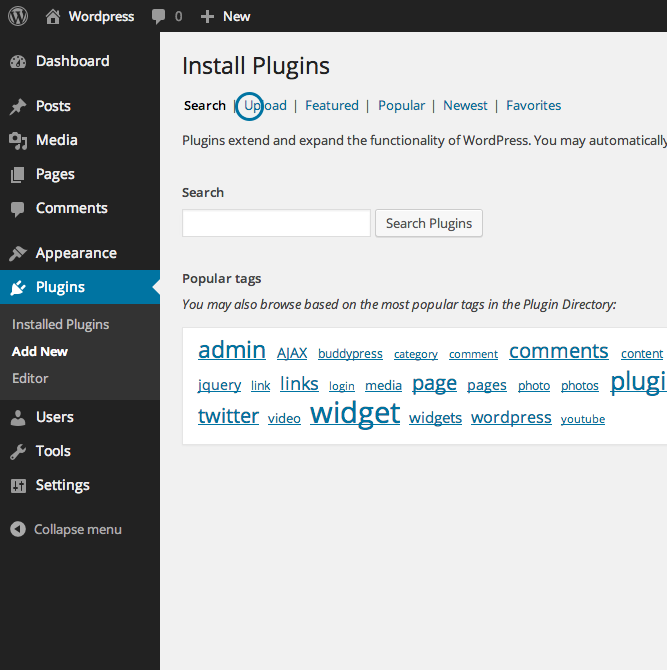 Wordpress 0 New
Dashboard
Posts
Media
Pages
Comments
Appearance
Plugins
Installed Plugins
Add New
Editor
Users
Tools
Settings
Collapse menu
Install Plugins
Search | Upload | Featured | Popular | Newest | Favorites
Plugins extend and expand the functionality of WordPress. You may automatically
Search
Search Plugins
Popular tags
You may also browse based on the most popular tags in the Plugin Directory:
admin AJAX buddypress category comment comments content
jquery link links login media page pages photo photos plugi
twitter video widget widgets wordpress youtube